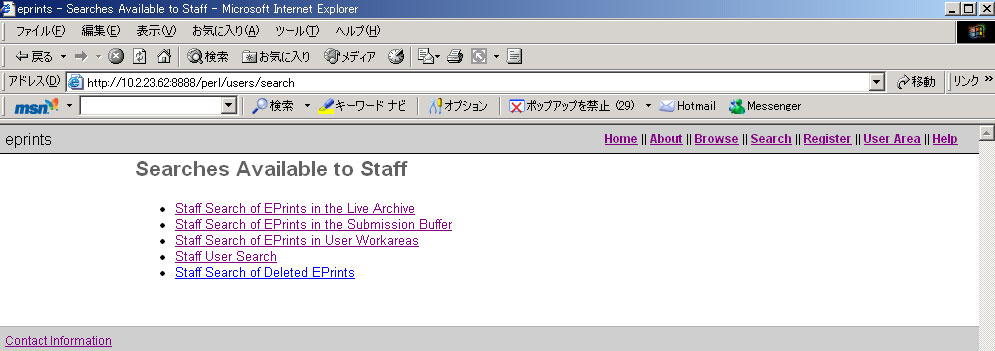 eprints - Searches Available to Staff - Microsoft Internet Explorer
ファイル(F) 編集(E) 表示(V) お気に入り(A) ツール(T) ヘルプ(H)
戻る 検索 お気に入り メディア
アドレス(D) http://10.2.23.62:8888/perl/users/search 移動 リンク »
msn 検索 キーワード ナビ オプション ポップアップを禁止 (29) Hotmail Messenger
eprints Home || About || Browse || Search || Register || User Area || Help
Searches Available to Staff
• Staff Search of EPrints in the Live Archive
• Staff Search of EPrints in the Submission Buffer
• Staff Search of EPrints in User Workareas
• Staff User Search
• Staff Search of Deleted EPrints
Contact Information